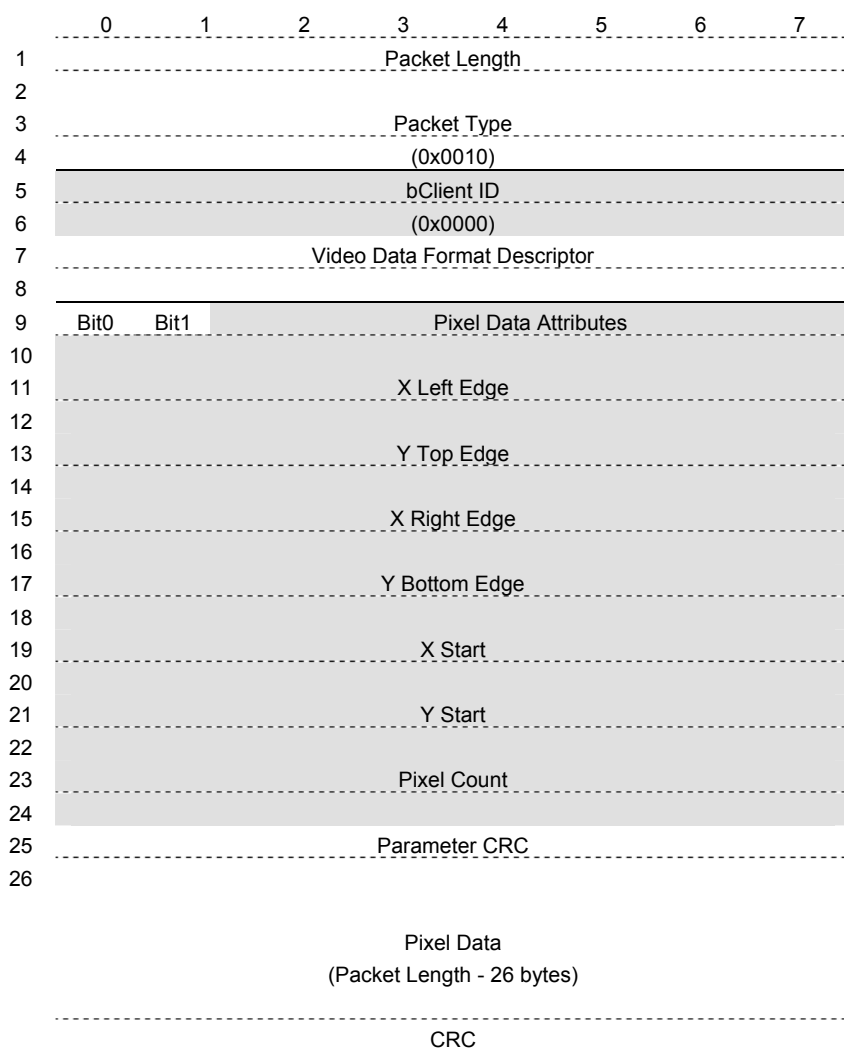 0 1 2 3 4 5 6 7
1 Packet Length
2
3 Packet Type
4 (0x0010)
5 bClient ID
6 (0x0000)
7 Video Data Format Descriptor
8
9 Bit0 Bit1 Pixel Data Attributes
10
11 X Left Edge
12
13 Y Top Edge
14
15 X Right Edge
16
17 Y Bottom Edge
18
19 X Start
20
21 Y Start
22
23 Pixel Count
24
25 Parameter CRC
26
Pixel Data
(Packet Length - 26 bytes)
CRC